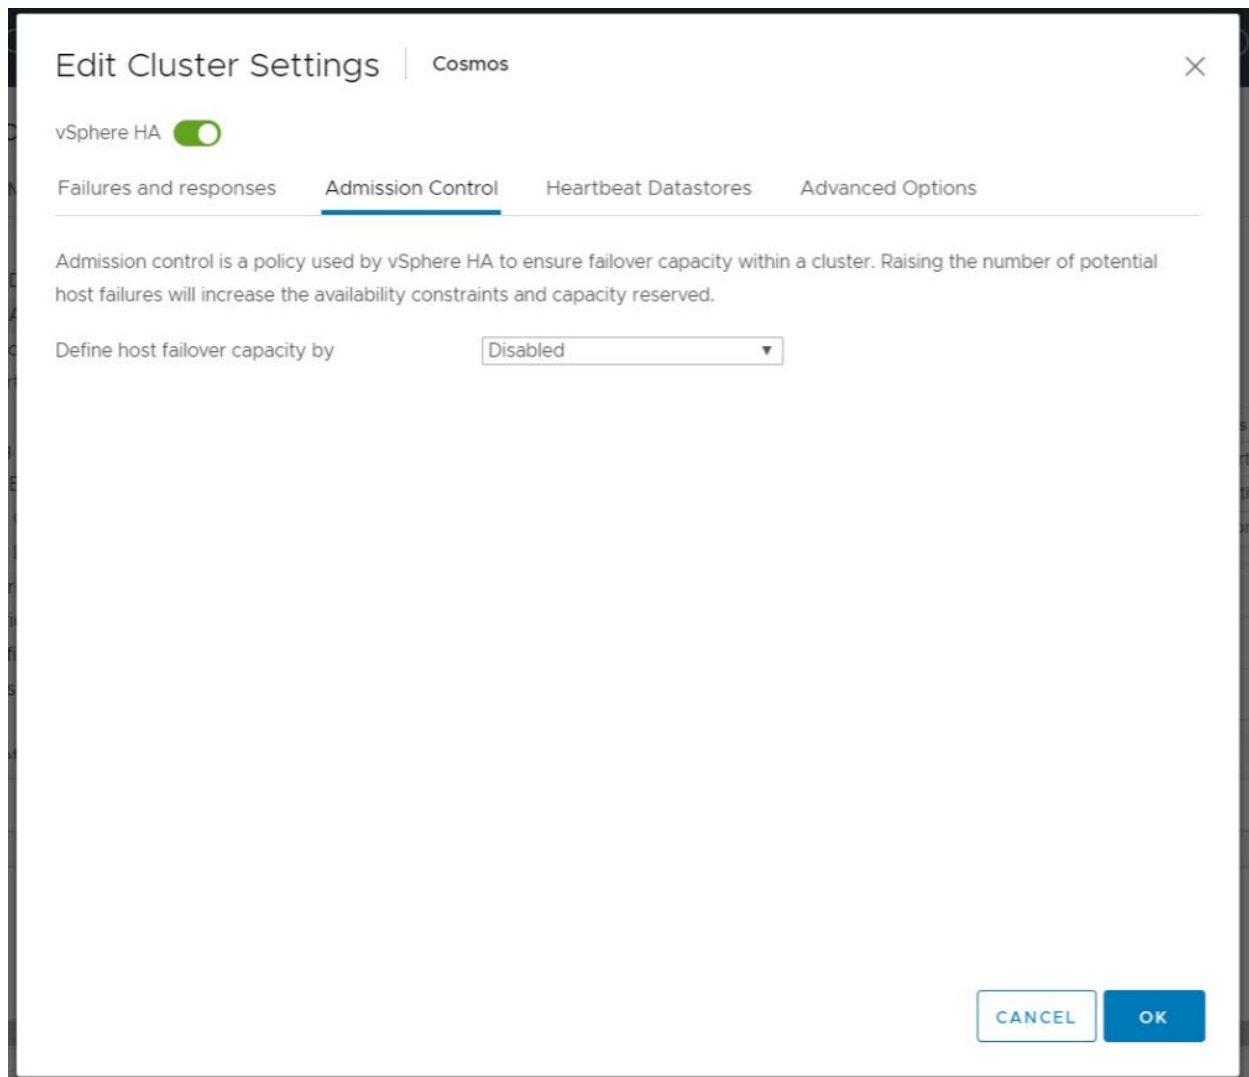 Edit Cluster Settings Cosmos
vSphere HA
Failures and responses Admission Control Heartbeat Datastores Advanced Options
Admission control is a policy used by vSphere HA to ensure failover capacity within a cluster. Raising the number of potential
host failures will increase the availability constraints and capacity reserved.
Define host failover capacity by Disabled
CANCEL OK